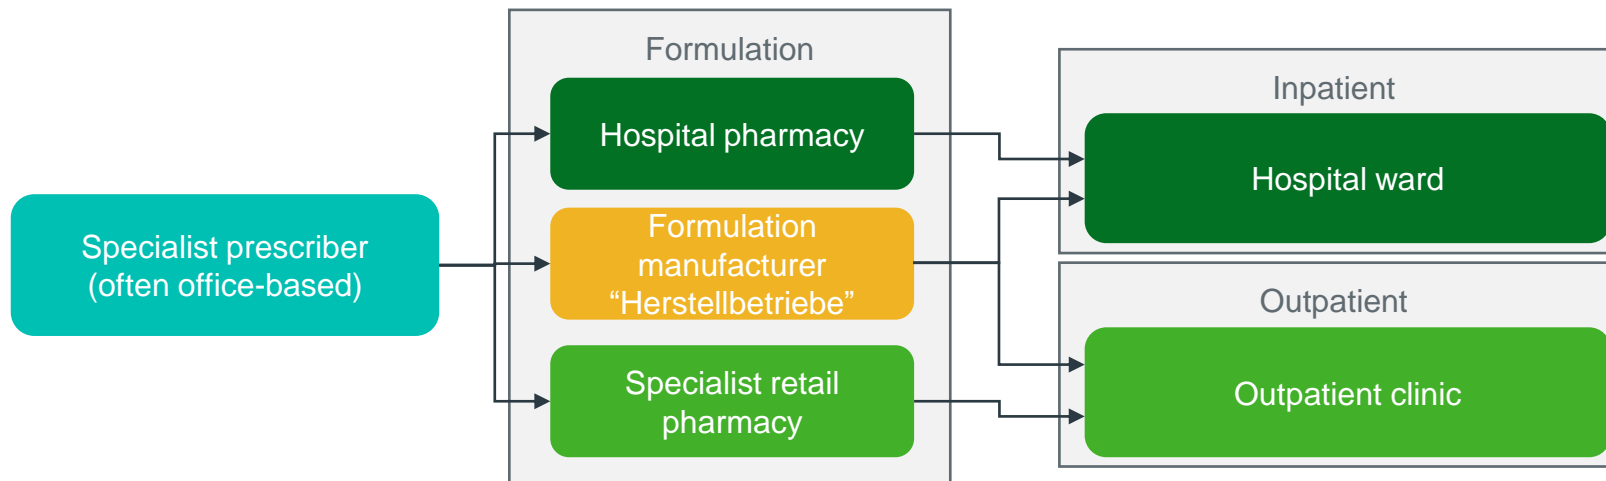 Formulation
Hospital pharmacy
Specialist prescriber
(often office-based)
Formulation
manufacturer
“Herstellbetriebe”
Specialist retail
pharmacy
Inpatient
Hospital ward
Outpatient
Outpatient clinic